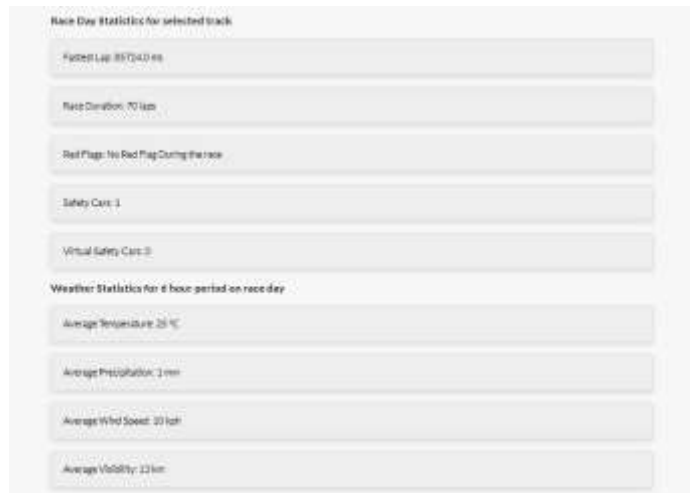 Race Day Statistics for selected track
Fastest Lap: ms
Race Duration: 70 laps
Red Flags: No Red Flag During the race
Safety Cars: 1
Virtual Safety Cars:
Weather Statistics for 6 hour period on race day
Average Temperature: °C
Average Precipitation: 1 mm
Average Wind Speed: 10 kph
Average Visibility: km